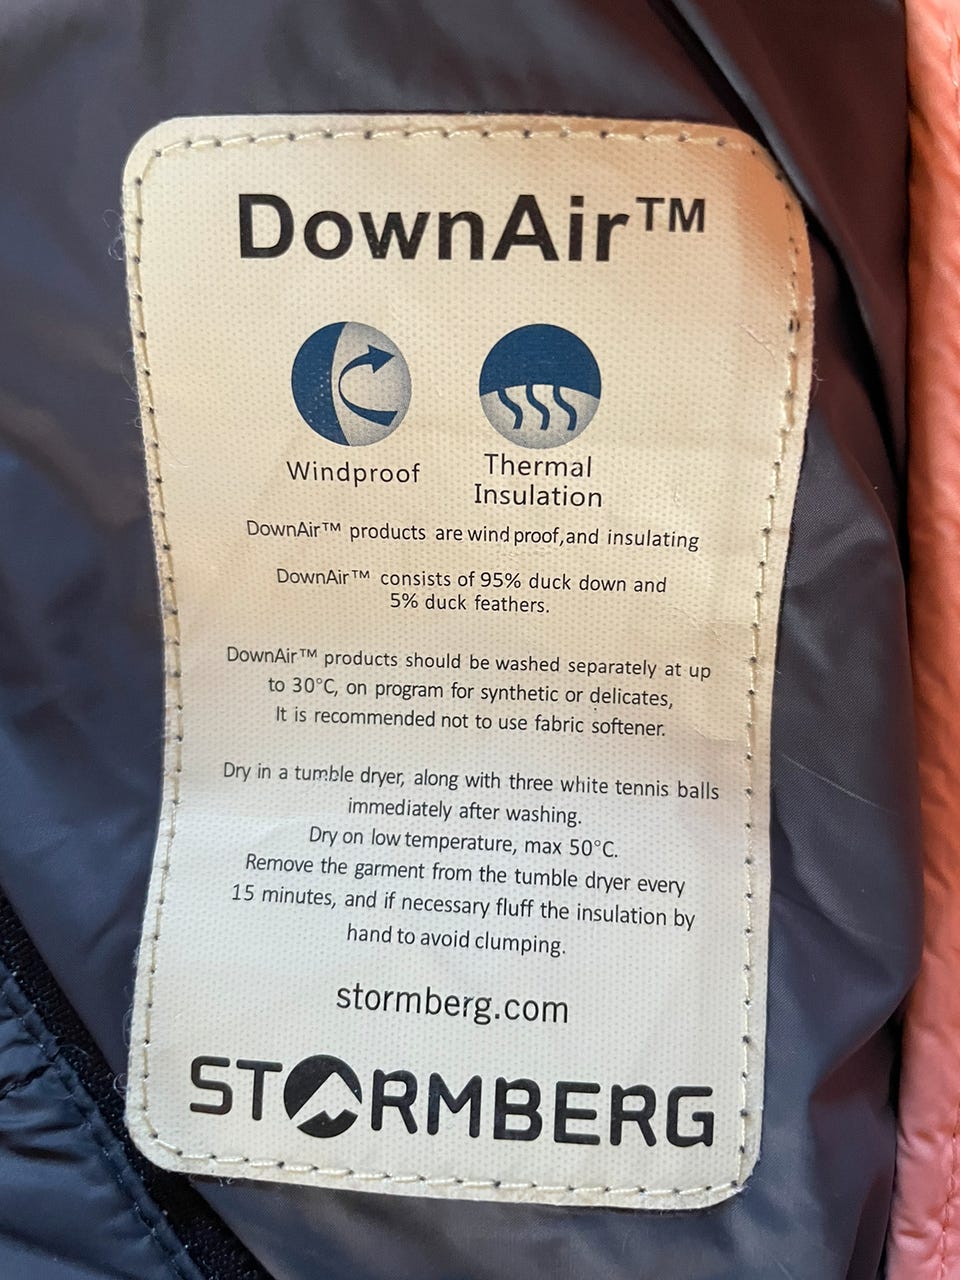 DownAir™
Windproof
Thermal
Insulation
DownAir™ products are windproof,and insulating
DownAir™ consists of 95% duck down and
5% duck feathers.
DownAir™ products should be washed separately at up
to 30°C, on program for synthetic or delicates,
It is recommended not to use fabric softener.
Dry in a tumble dryer, along with three white tennis balls
immediately after washing.
Dry on low temperature, max 50°C.
Remove the garment from the tumble dryer every
15 minutes, and if necessary fluff the insulation by
hand to avoid clumping.
stormberg.com
STORMBERG